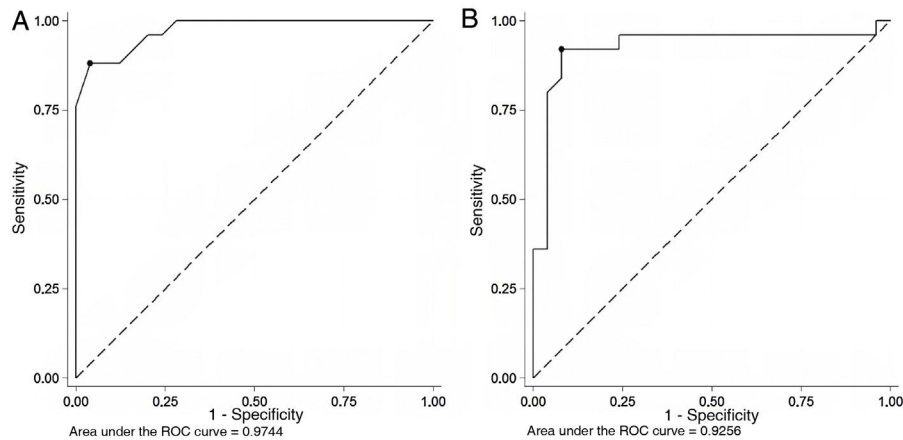 A
1.00
0.75
0.50
0.25
0.00
Sensitivity
0.00 0.25 0.50 0.75 1.00
1 - Specificity
Area under the ROC curve = 0.9744
B
1.00
0.75
0.50
0.25
0.00
Sensitivity
0.00 0.25 0.50 0.75 1.00
1 - Specificity
Area under the ROC curve = 0.9256